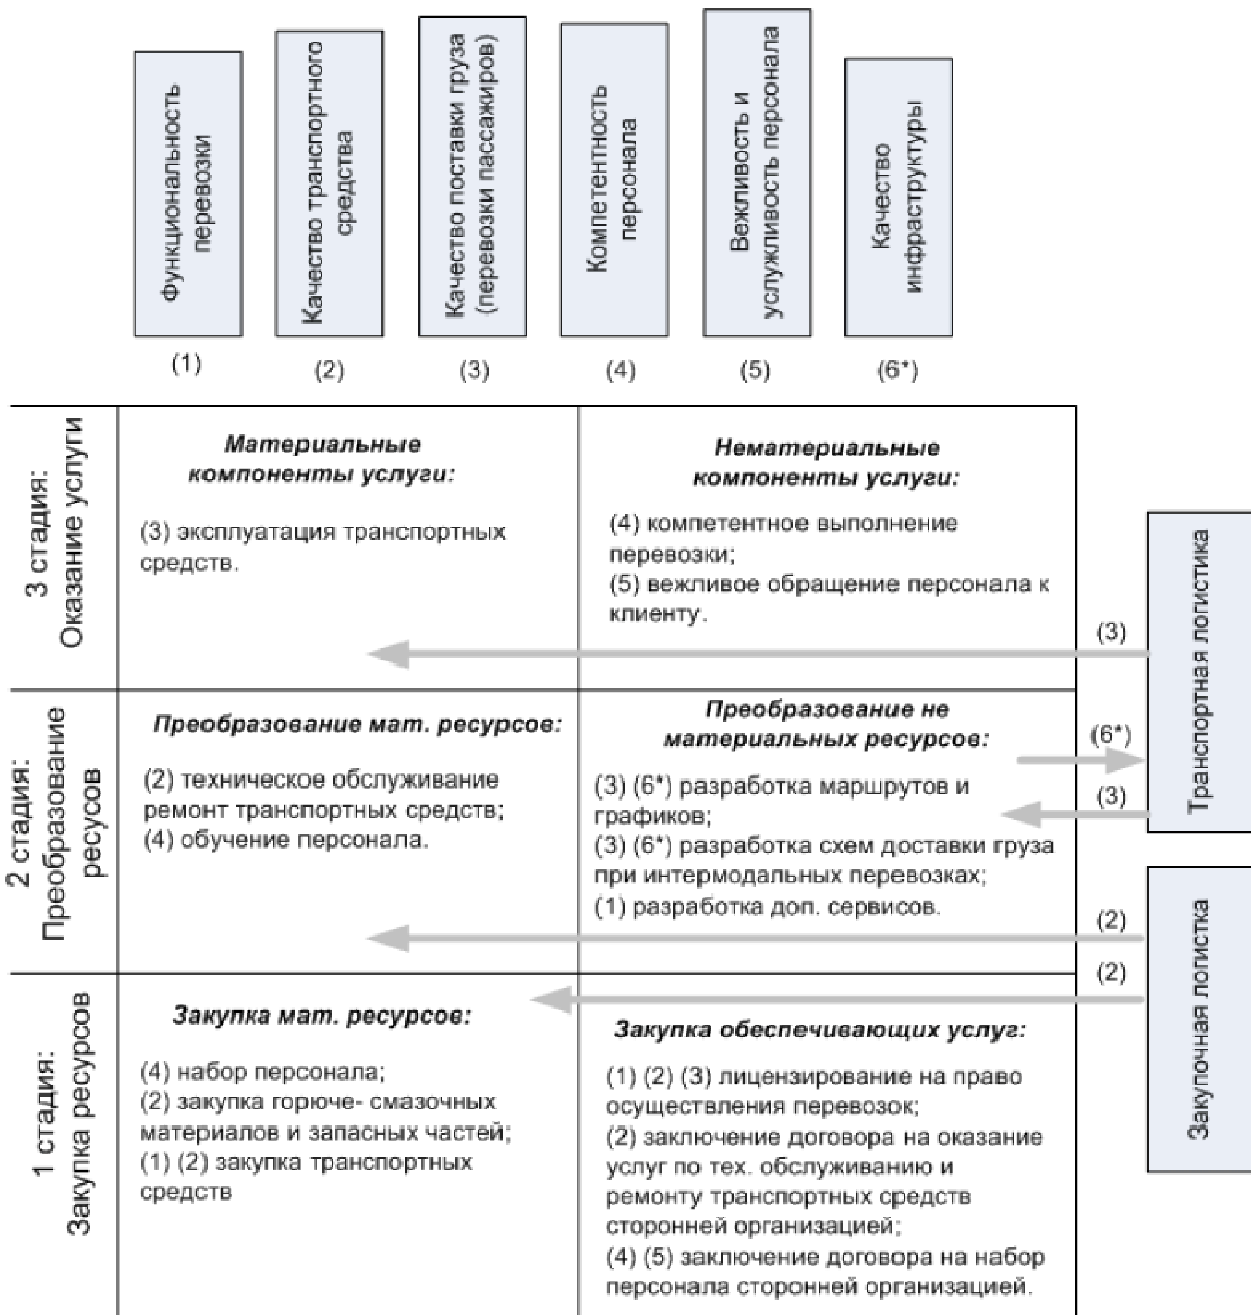 Функциональность
перевозки
Качество транспортного
средства
Качество поставки груза
(перевозки пассажиров)
Компетентность
персонала
Вежливость и
услужливость персонала
Качество
инфраструктуры
(1)
(2)
(3)
(4)
(5)
(6*)
3 стадия:
Оказание услуги
Материальные
компоненты услуги:
(3) эксплуатация транспортных
средств.
Нематериальные
компоненты услуги:
(4) компетентное выполнение
перевозки;
(5) вежливое обращение персонала к
клиенту.
(3)
Транспортная логистика
2 стадия:
Преобразование
ресусов
Преобразование мат. ресурсов:
(2) техническое обслуживание
ремонт транспортных средств;
(4) обучение персонала.
Преобразование не
материальных ресурсов:
(3) (6*) разработка маршрутов и
графиков;
(3) (6*) разработка схем доставки груза
при интермодальных перевозках;
(1) разработка доп. сервисов.
(6*)
(3)
(2)
(2)
Закупочная логистка
1 стадия:
Закупка ресурсов
Закупка мат. ресурсов:
(4) набор персонала;
(2) закупка горюче- смазочных
материалов и запасных частей;
(1) (2) закупка транспортных
средств
Закупка обеспечивающих услуг:
(1) (2) (3) лицензирование на право
осуществления перевозок;
(2) заключение договора на оказание
услуг по тех. обслуживанию и
ремонту транспортных средств
сторонней организацией;
(4) (5) заключение договора на набор
персонала сторонней организацией.